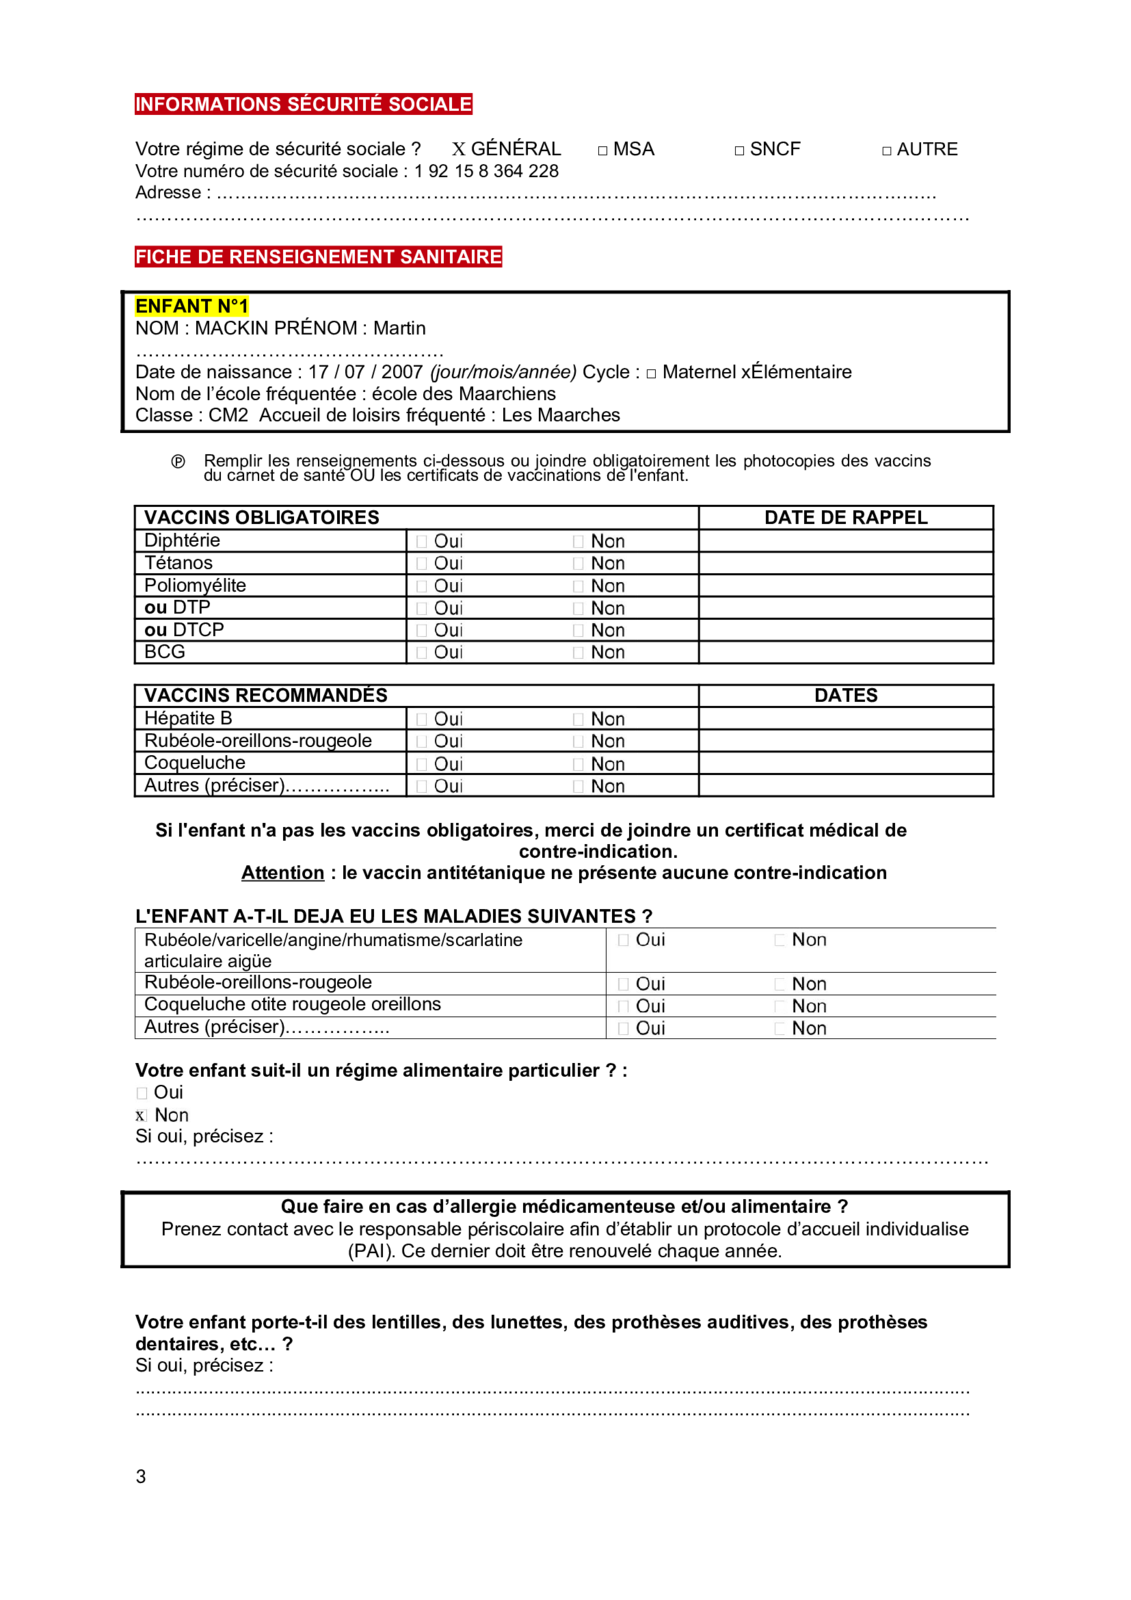 INFORMATIONS SÉCURITÉ SOCIALE
Votre régime de sécurité sociale ? X GÉNÉRAL □ MSA □ SNCF □ AUTRE
Votre numéro de sécurité sociale : 1 92 15 8 364 228
Adresse : ……………………………………………………………………………………………………………
………………………………………………………………………………………………………………………
FICHE DE RENSEIGNEMENT SANITAIRE
ENFANT N°1
NOM : MACKIN PRÉNOM : Martin
………………………………………….
Date de naissance : 17 / 07 / 2007 (jour/mois/année) Cycle : □ Maternel xÉlémentaire
Nom de l’école fréquentée : école des Maarchiens
Classe : CM2 Accueil de loisirs fréquenté : Les Maarches
℗ Remplir les renseignements ci-dessous ou joindre obligatoirement les photocopies des vaccins
du carnet de santé OU les certificats de vaccinations de l'enfant.
VACCINS OBLIGATOIRES DATE DE RAPPEL
Diphtérie □ Oui □ Non
Tétanos □ Oui □ Non
Poliomyélite □ Oui □ Non
ou DTP □ Oui □ Non
ou DTCP □ Oui □ Non
BCG □ Oui □ Non
VACCINS RECOMMANDÉS DATES
Hépatite B □ Oui □ Non
Rubéole-oreillons-rougeole □ Oui □ Non
Coqueluche □ Oui □ Non
Autres (préciser)…………….. □ Oui □ Non
Si l'enfant n'a pas les vaccins obligatoires, merci de joindre un certificat médical de
contre-indication.
Attention : le vaccin antitétanique ne présente aucune contre-indication
L'ENFANT A-T-IL DEJA EU LES MALADIES SUIVANTES ?
Rubéole/varicelle/angine/rhumatisme/scarlatine □ Oui □ Non
articulaire aigüe
Rubéole-oreillons-rougeole □ Oui □ Non
Coqueluche otite rougeole oreillons □ Oui □ Non
Autres (préciser)…………….. □ Oui □ Non
Votre enfant suit-il un régime alimentaire particulier ? :
□ Oui
x Non
Si oui, précisez :
…………………………………………………………………………………………………………………………
Que faire en cas d’allergie médicamenteuse et/ou alimentaire ?
Prenez contact avec le responsable périscolaire afin d’établir un protocole d’accueil individualise
(PAI). Ce dernier doit être renouvelé chaque année.
Votre enfant porte-t-il des lentilles, des lunettes, des prothèses auditives, des prothèses
dentaires, etc… ?
Si oui, précisez :
................................................................................................................................................................
................................................................................................................................................................
3